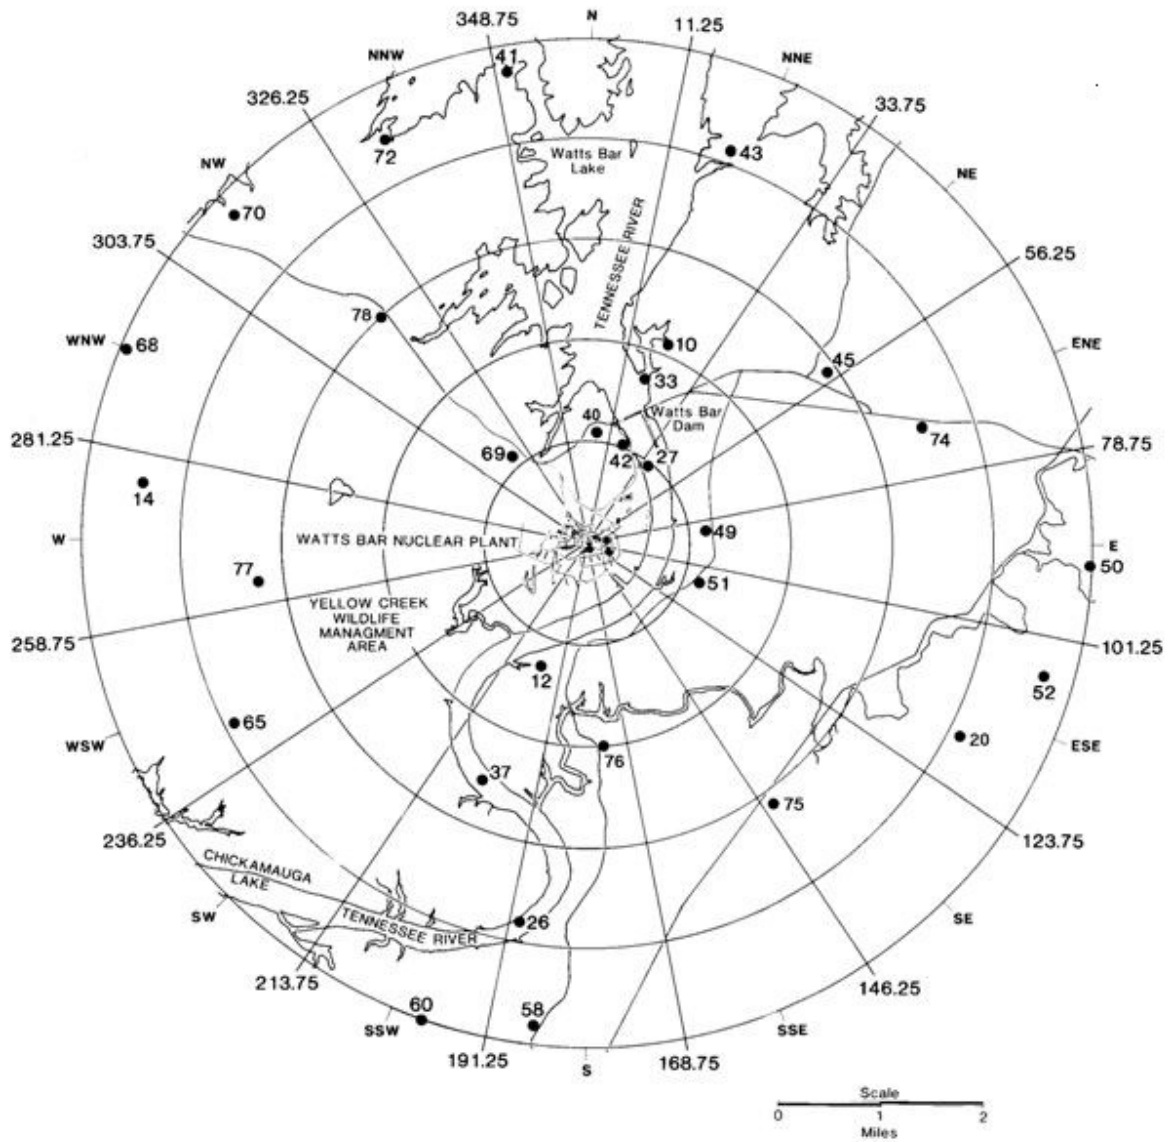 N
348.75
11.25
NNW
41
NNE
326.25
33.75
72
Watts Bar
Lake
43
NW
NE
70
303.75
TENNESSEE RIVER
56.25
78
WNW
68
10
ENE
45
33
40
Watts Bar
Dam
74
281.25
69
42
27
78.75
14
W
WATTS BAR NUCLEAR PLANT
49
E
50
77
51
YELLOW CREEK
WILDLIFE
MANAGMENT
AREA
258.75
101.25
12
52
65
WSW
20
ESE
76
37
75
236.25
123.75
CHICKAMAUGA
LAKE
SW
TENNESSEE RIVER
26
SE
213.75
146.25
60
58
SSW
SSE
191.25
168.75
S
Scale
0 1 2
Miles